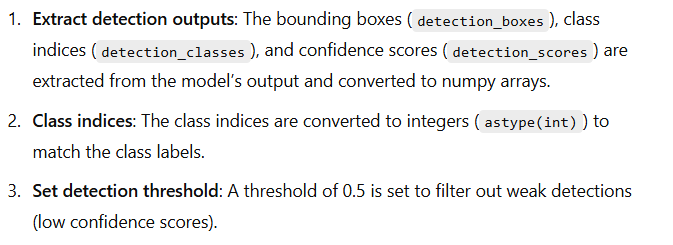 1. Extract detection outputs: The bounding boxes ( detection_boxes ), class
indices ( detection_classes ), and confidence scores ( detection_scores ) are
extracted from the model’s output and converted to numpy arrays.
2. Class indices: The class indices are converted to integers ( astype(int) ) to
match the class labels.
3. Set detection threshold: A threshold of 0.5 is set to filter out weak detections
(low confidence scores).